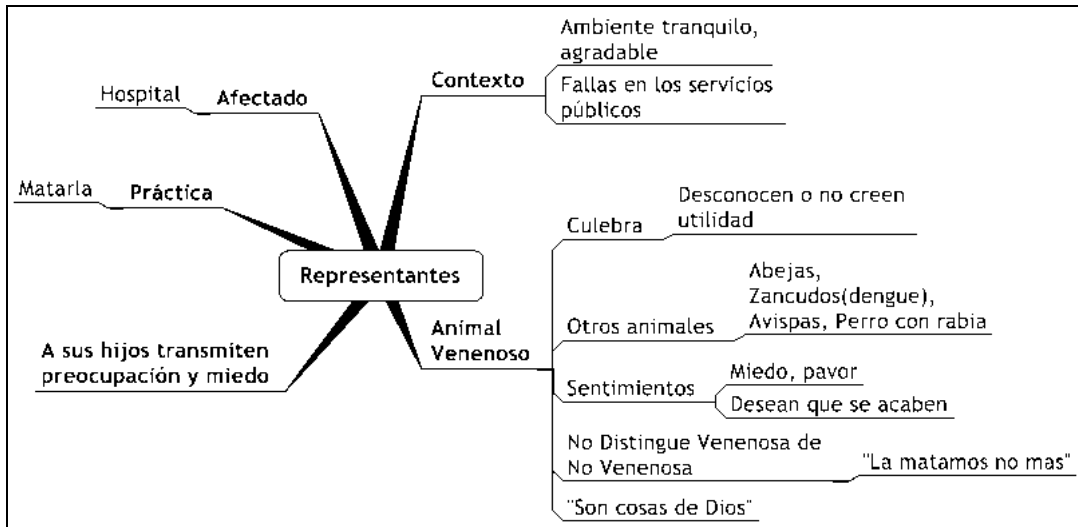 Ambiente tranquilo,
agradable
Contexto
Fallas en los servicios
públicos
Hospital
Afectado
Matarla
Práctica
Representantes
A sus hijos transmiten
preocupación y miedo
Animal
Venenoso
Culebra
Desconocen o no creen
utilidad
Otros animales
Abejas,
Zancudos(dengue),
Avispas, Perro con rabia
Sentimientos
Miedo, pavor
Desean que se acaben
No Distingue Venenosa de
No Venenosa
"La matamos no mas"
"Son cosas de Dios"